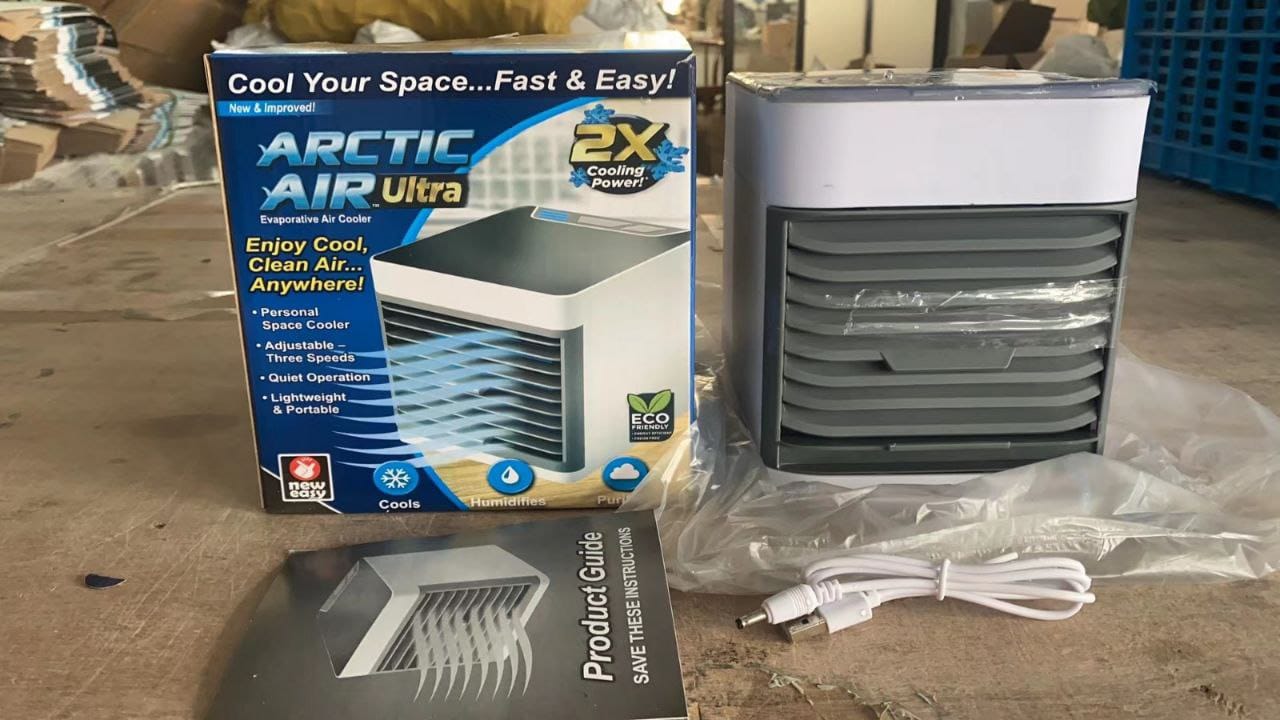 Cool Your Space...Fast & Easy!
New & Improved!
ARCTIC
AIR™ Ultra
Evaporative Air Cooler
2X
Cooling
Power!*
Enjoy Cool,
Clean Air...
Anywhere!
• Personal
Space Cooler
• Adjustable –
Three Speeds
• Quiet Operation
• Lightweight
& Portable
ECO
FRIENDLY
new
easy
Cools
Humidifies
Product Guide
SAVE THESE INSTRUCTIONS